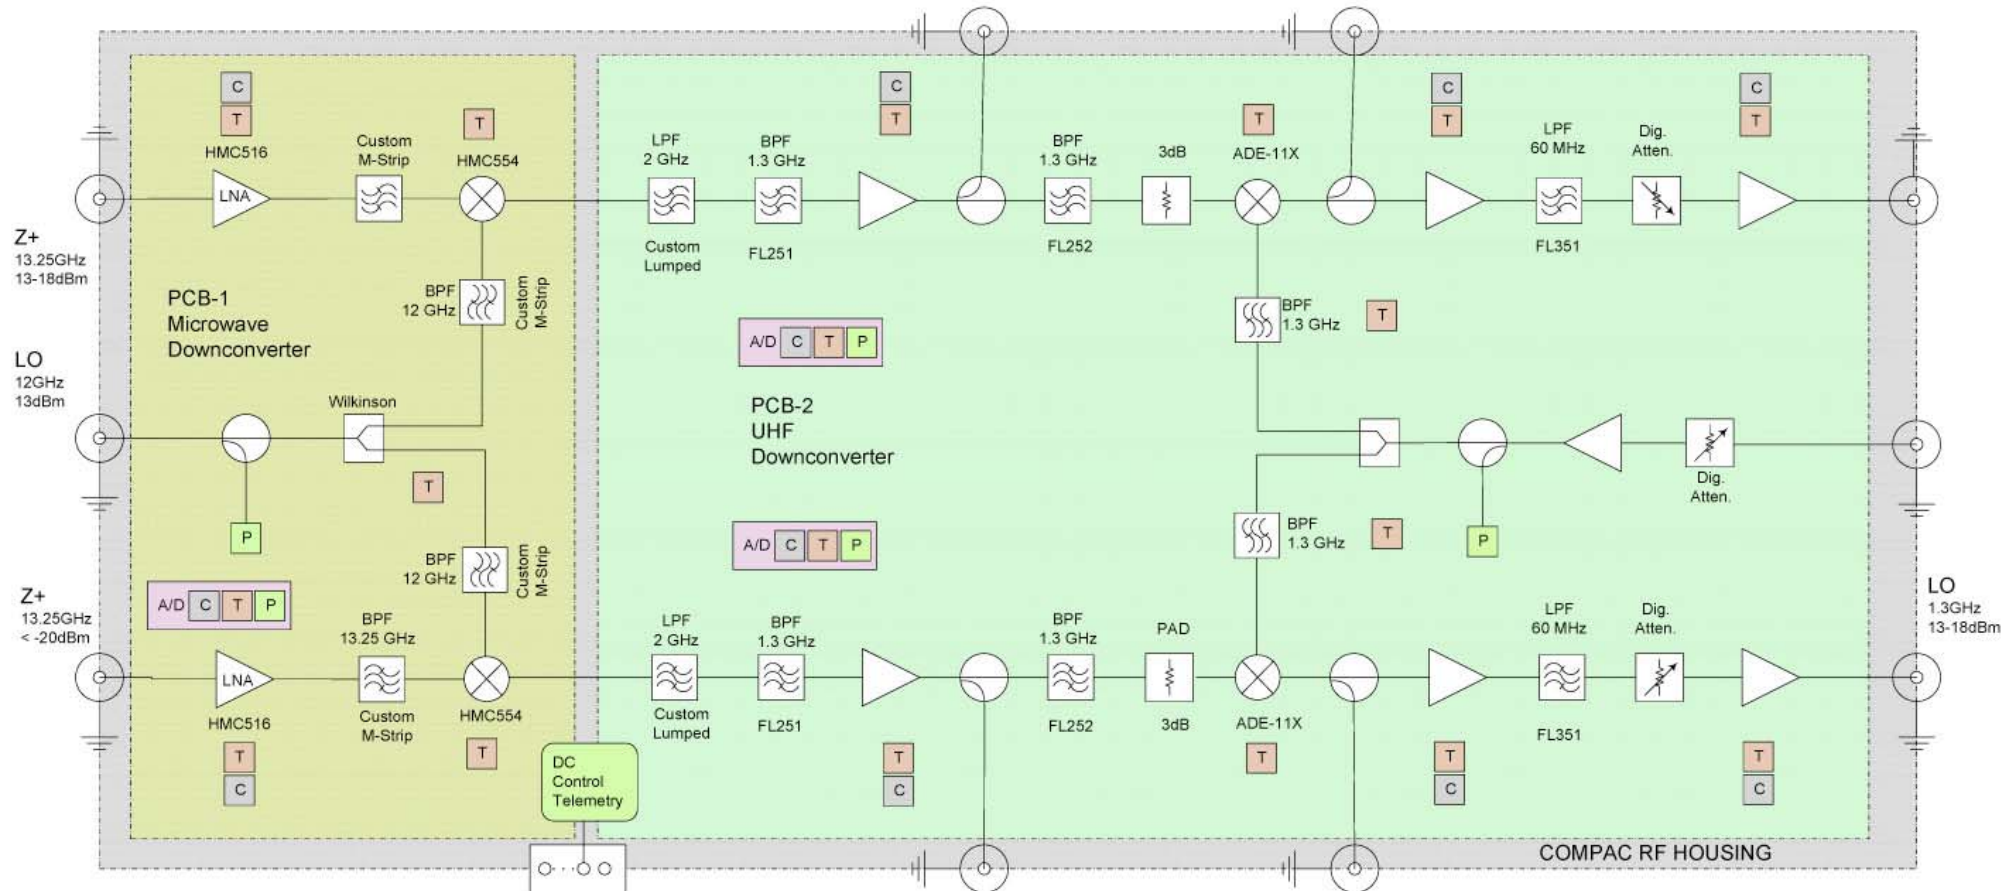 C
C
C
C
T
T
T
T
T
T
HMC516
Custom
M-Strip
HMC554
LPF
2 GHz
BPF
1.3 GHz
BPF
1.3 GHz
3dB
ADE-11X
LPF
60 MHz
Dig.
Atten.
LNA
Z+
13.25GHz
13-18dBm
Custom
Lumped
FL251
FL252
FL351
PCB-1
Microwave
Downconverter
BPF
12 GHz
Custom
M-Strip
BPF
1.3 GHz
T
A/D C T P
LO
12GHz
13dBm
Wilkinson
PCB-2
UHF
Downconverter
T
P
Dig.
Atten.
A/D C T P
BPF
1.3 GHz
T
P
BPF
12 GHz
Custom
M-Strip
Z+
13.25GHz
< -20dBm
A/D C T P
BPF
13.25 GHz
LPF
2 GHz
BPF
1.3 GHz
BPF
1.3 GHz
PAD
LPF
60 MHz
Dig.
Atten.
LO
1.3GHz
13-18dBm
LNA
HMC516
Custom
M-Strip
HMC554
Custom
Lumped
FL251
FL252
3dB
ADE-11X
FL351
T
T
T
T
T
T
C
C
C
C
DC
Control
Telemetry
COMPAC RF HOUSING